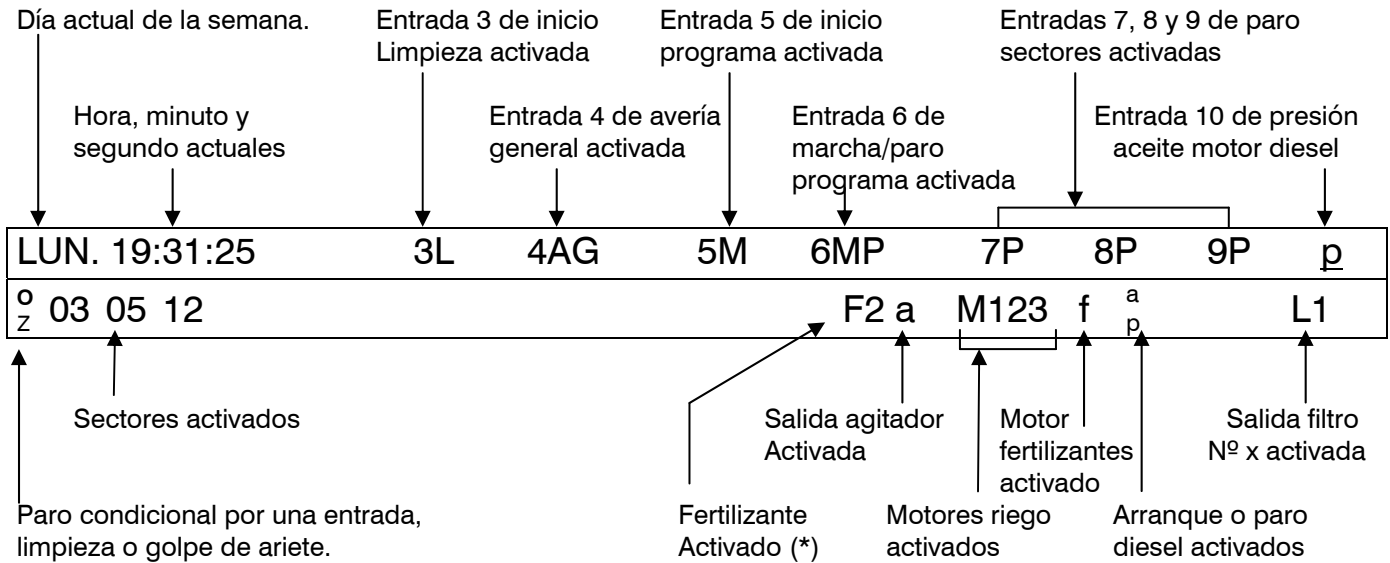 Día actual de la semana.
Entrada 3 de inicio
Limpieza activada
Entrada 5 de inicio
programa activada
Entradas 7, 8 y 9 de paro
sectores activadas
Hora, minuto y
segundo actuales
Entrada 4 de avería
general activada
Entrada 6 de
marcha/paro
programa activada
Entrada 10 de presión
aceite motor diesel
LUN. 19:31:25 3L 4AG 5M 6MP 7P 8P 9P p
o
z 03 05 12 F2 a M123 f a
p L1
Sectores activados
Salida agitador
Activada
Motor
fertilizantes
activado
Salida filtro
Nº x activada
Paro condicional por una entrada,
limpieza o golpe de ariete.
Fertilizante
Activado (*)
Motores riego
activados
Arranque o paro
diesel activados